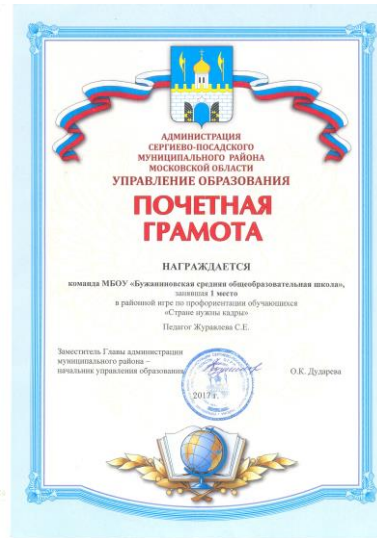 АДМИНИСТРАЦИЯ
СЕРГИЕВО-ПОСАДСКОГО
МУНИЦИПАЛЬНОГО РАЙОНА
МОСКОВСКОЙ ОБЛАСТИ
УПРАВЛЕНИЕ ОБРАЗОВАНИЯ
ПОЧЕТНАЯ
ГРАМОТА
НАГРАЖДАЕТСЯ
команда МБОУ «Бужаниновская средняя общеобразовательная школа»,
занявшая 1 место
в районной игре по профориентации обучающихся
«Стране нужны кадры»
Педагог Журавлева С.Е.
Заместитель Главы администрации
муниципального района –
начальник управления образования О.К. Дударева
2017 г.